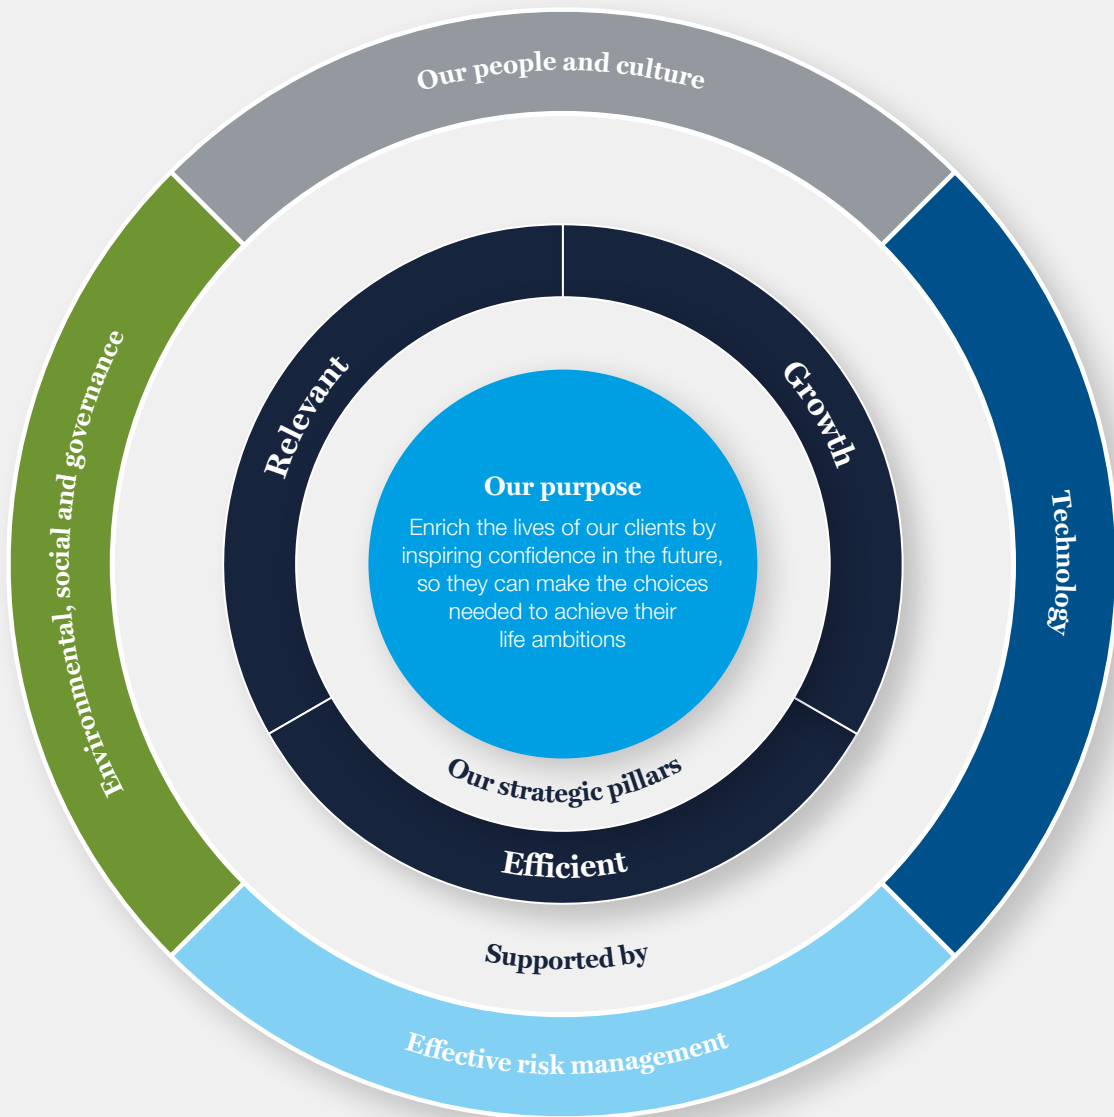 Our people and culture
Relevant
Growth
Environmental, social and governance
Technology
Our purpose
Enrich the lives of our clients by
inspiring confidence in the future,
so they can make the choices
needed to achieve their
life ambitions
Our strategic pillars
Efficient
Supported by
Effective risk management